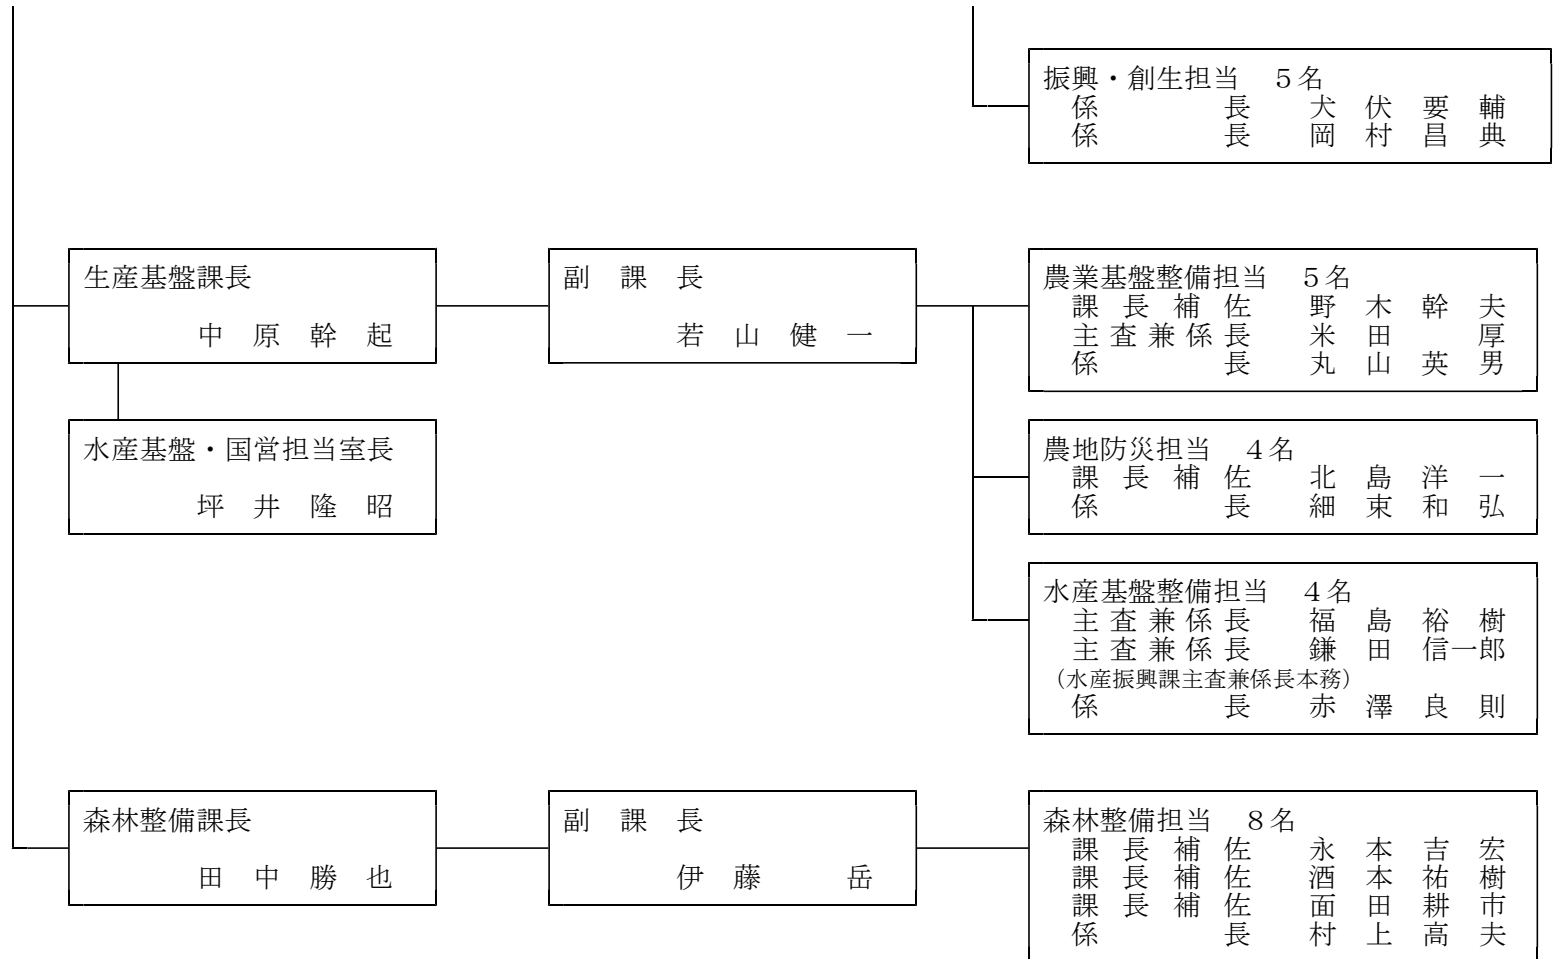 振興・創生担当　５名
係長　犬伏要輔
係長　岡村昌典
生産基盤課長
中原幹起
副課長
若山健一
農業基盤整備担当　５名
課長補佐　野木幹夫
主査兼係長　米田厚
係長　丸山英男
水産基盤・国営担当室長
坪井隆昭
農地防災担当　４名
課長補佐　北島洋一
係長　細束和弘
水産基盤整備担当　４名
主査兼係長　福島裕樹
主査兼係長　鎌田信一郎
（水産振興課主査兼係長本務）
係長　赤澤良則
森林整備課長
田中勝也
副課長
伊藤岳
森林整備担当　８名
課長補佐　永本吉宏
課長補佐　酒本祐樹
課長補佐　面田耕市
係長　村上高夫